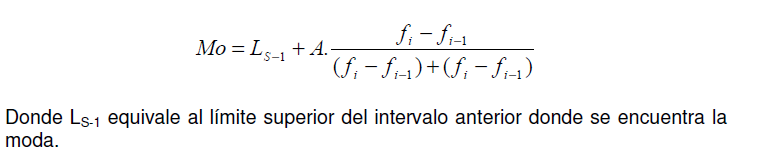 Mo = L_{S-1} + A. \frac{f_i - f_{i-1}}{(f_i - f_{i-1}) + (f_i - f_{i-1})}
Donde L_{S-1} equivale al límite superior del intervalo anterior donde se encuentra la
moda.